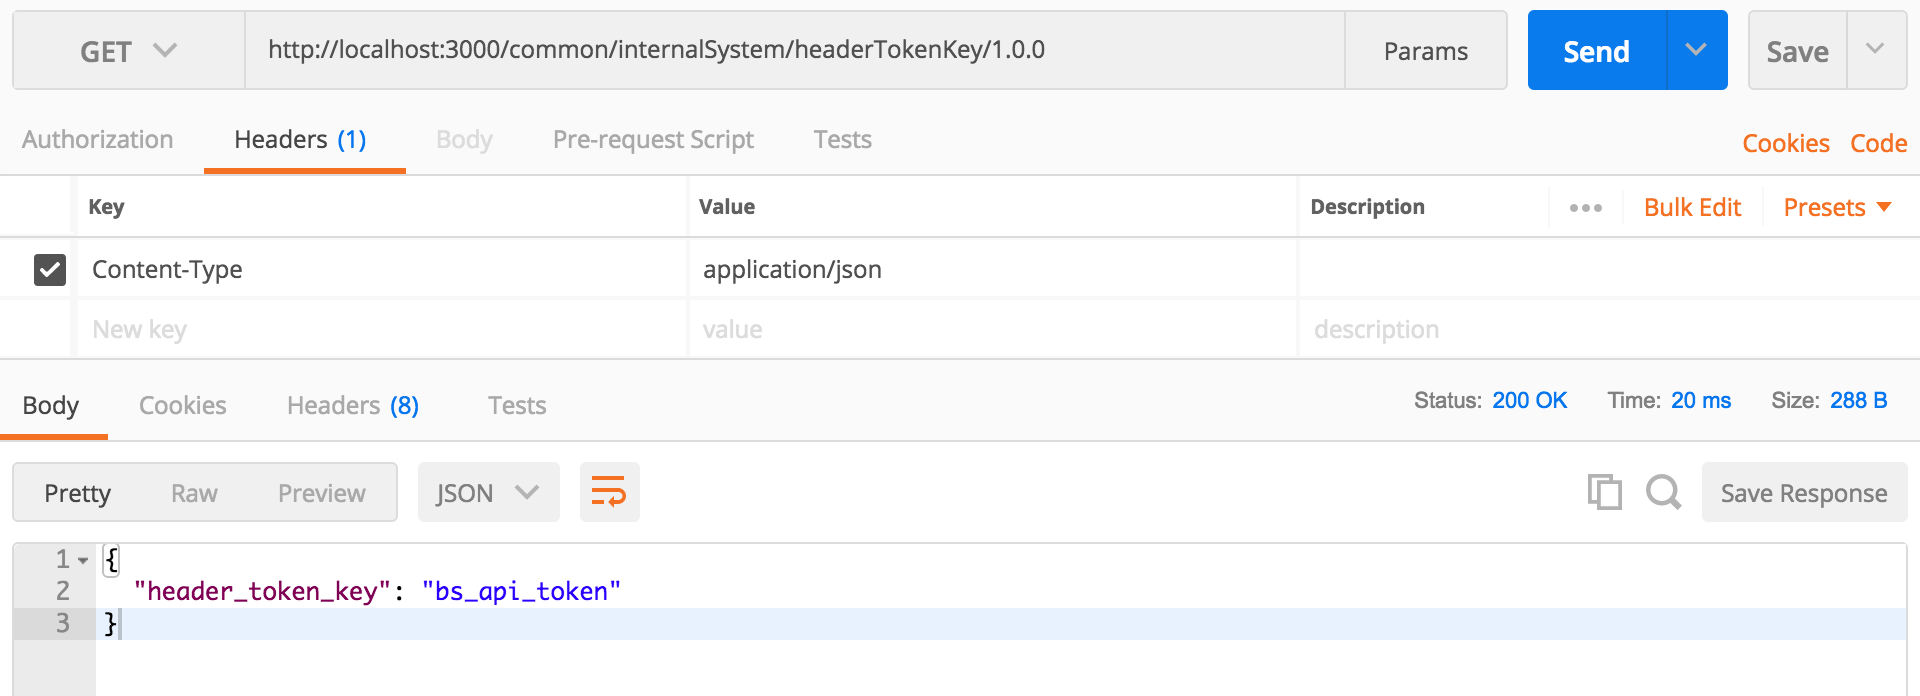 GET http://localhost:3000/common/internalSystem/headerTokenKey/1.0.0 Params Send Save
Authorization Headers (1) Body Pre-request Script Tests Cookies Code
Key Value Description Bulk Edit Presets
Content-Type application/json
New key value description
Body Cookies Headers (8) Tests Status: 200 OK Time: 20 ms Size: 288 B
Pretty Raw Preview JSON Save Response
1 {
2 "header_token_key": "bs_api_token"
3 }